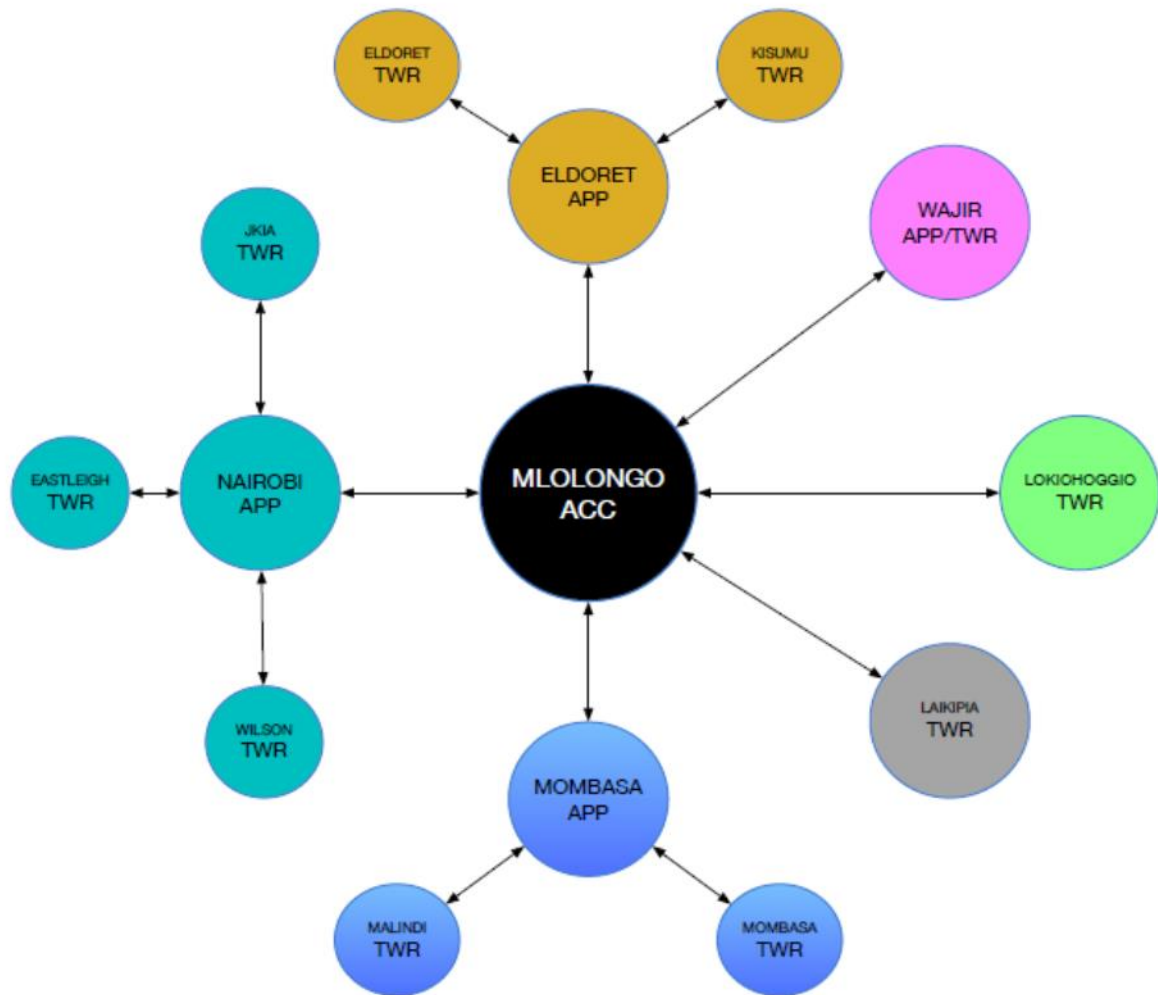 ELDORET
TWR
KISUMU
TWR
ELDORET
APP
WAJIR
APP/TWR
JKIA
TWR
EASTLEIGH
TWR
NAIROBI
APP
MLOLONGO
ACC
LOKICHOGGIO
TWR
WILSON
TWR
LAIKIPIA
TWR
MOMBASA
APP
MALINDI
TWR
MOMBASA
TWR